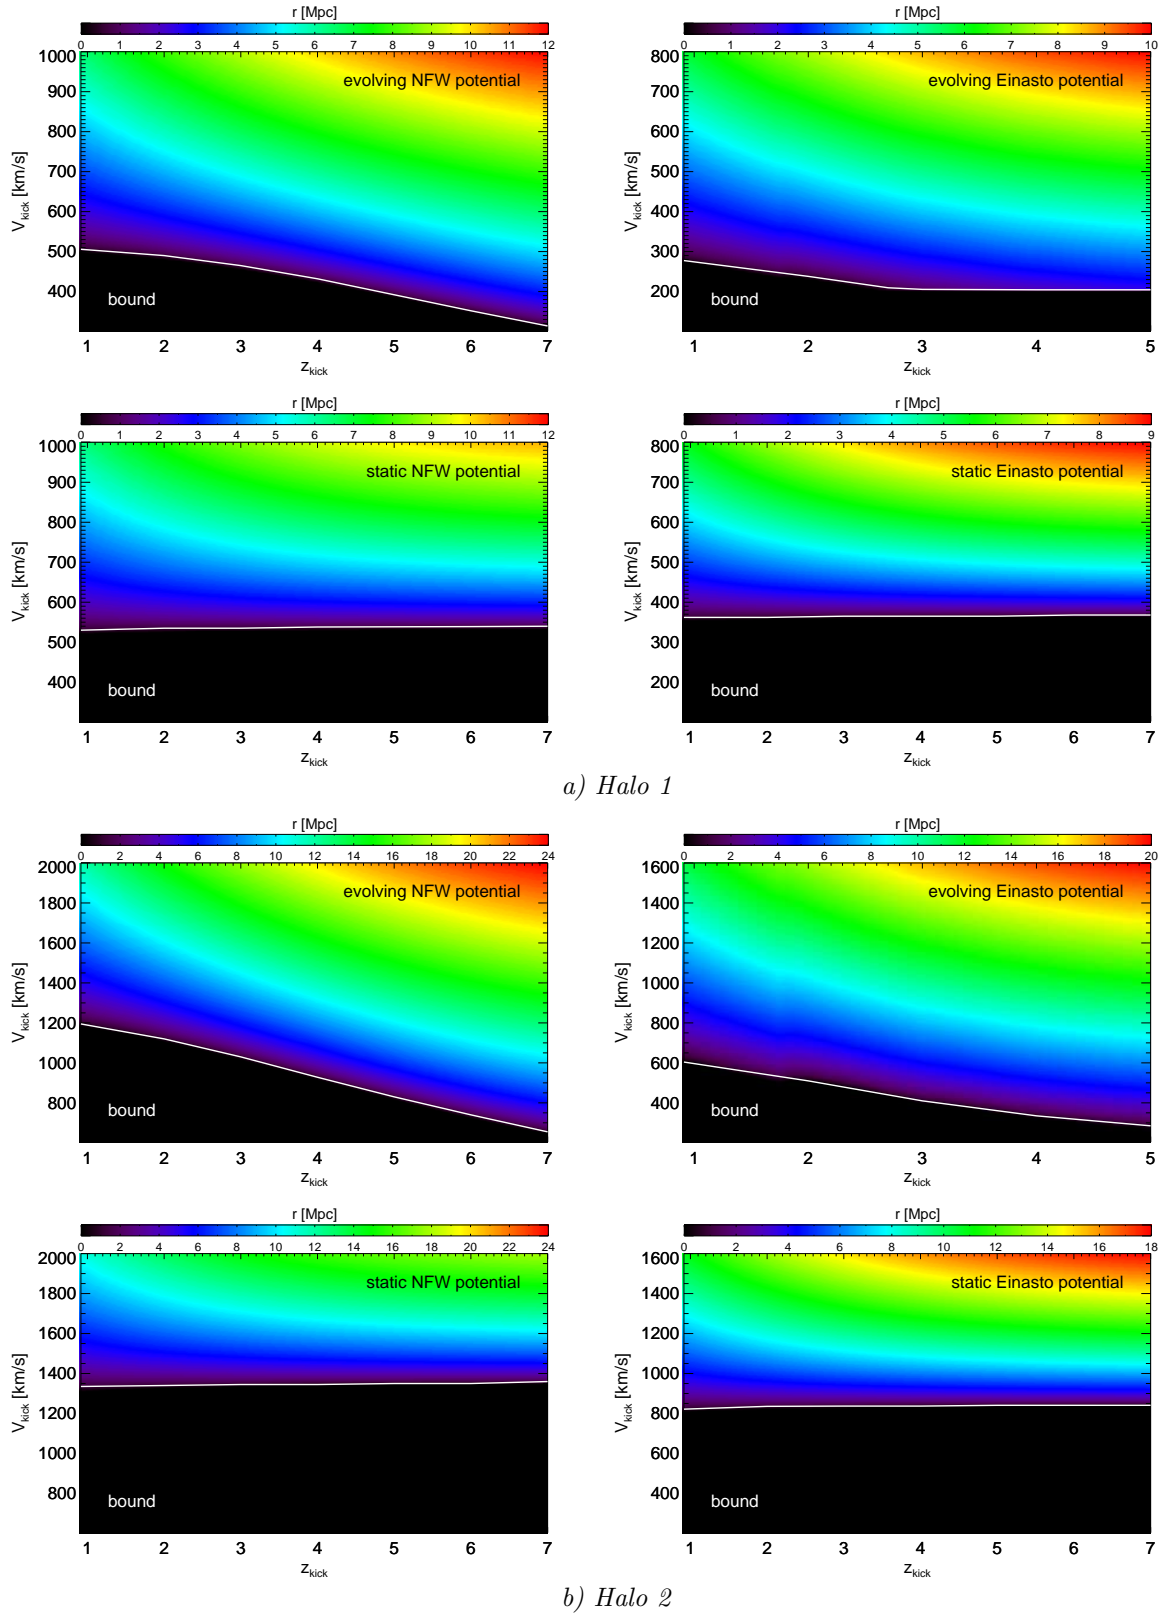 r [Mpc]
0 1 2 3 4 5 6 7 8 9 10 11 12
evolving NFW potential
bound
1000
900
800
700
600
500
400
V_kick [km/s]
1 2 3 4 5 6 7
z_kick
r [Mpc]
0 1 2 3 4 5 6 7 8 9 10
evolving Einasto potential
bound
800
700
600
500
400
300
200
V_kick [km/s]
1 2 3 4 5
z_kick
r [Mpc]
0 1 2 3 4 5 6 7 8 9 10 11 12
static NFW potential
bound
1000
900
800
700
600
500
400
V_kick [km/s]
1 2 3 4 5 6 7
z_kick
r [Mpc]
0 1 2 3 4 5 6 7 8 9
static Einasto potential
bound
800
700
600
500
400
300
200
V_kick [km/s]
1 2 3 4 5 6 7
z_kick
a) Halo 1
r [Mpc]
0 2 4 6 8 10 12 14 16 18 20 22 24
evolving NFW potential
bound
2000
1800
1600
1400
1200
1000
800
V_kick [km/s]
1 2 3 4 5 6 7
z_kick
r [Mpc]
0 2 4 6 8 10 12 14 16 18 20
evolving Einasto potential
bound
1600
1400
1200
1000
800
600
400
V_kick [km/s]
1 2 3 4 5
z_kick
r [Mpc]
0 2 4 6 8 10 12 14 16 18 20 22 24
static NFW potential
bound
2000
1800
1600
1400
1200
1000
800
V_kick [km/s]
1 2 3 4 5 6 7
z_kick
r [Mpc]
0 2 4 6 8 10 12 14 16 18
static Einasto potential
bound
1600
1400
1200
1000
800
600
400
V_kick [km/s]
1 2 3 4 5 6 7
z_kick
b) Halo 2